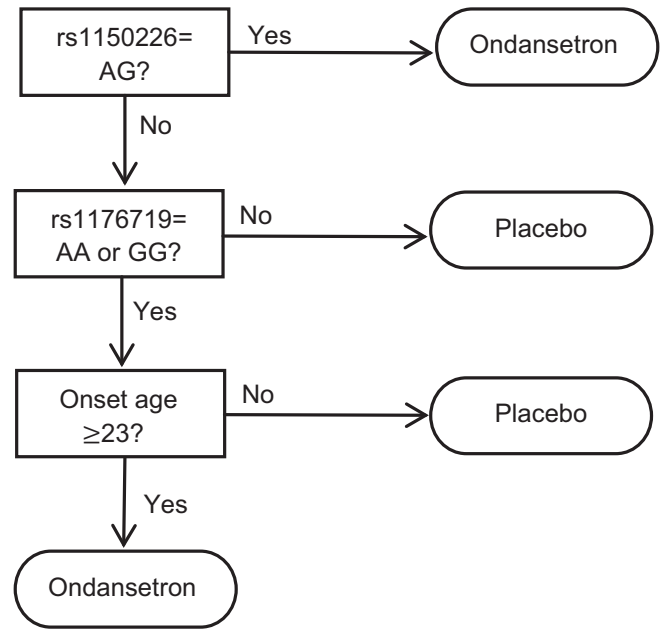 rs1150226=
AG?
Yes
Ondansetron
No
rs1176719=
AA or GG?
No
Placebo
Yes
Onset age
≥23?
No
Placebo
Yes
Ondansetron